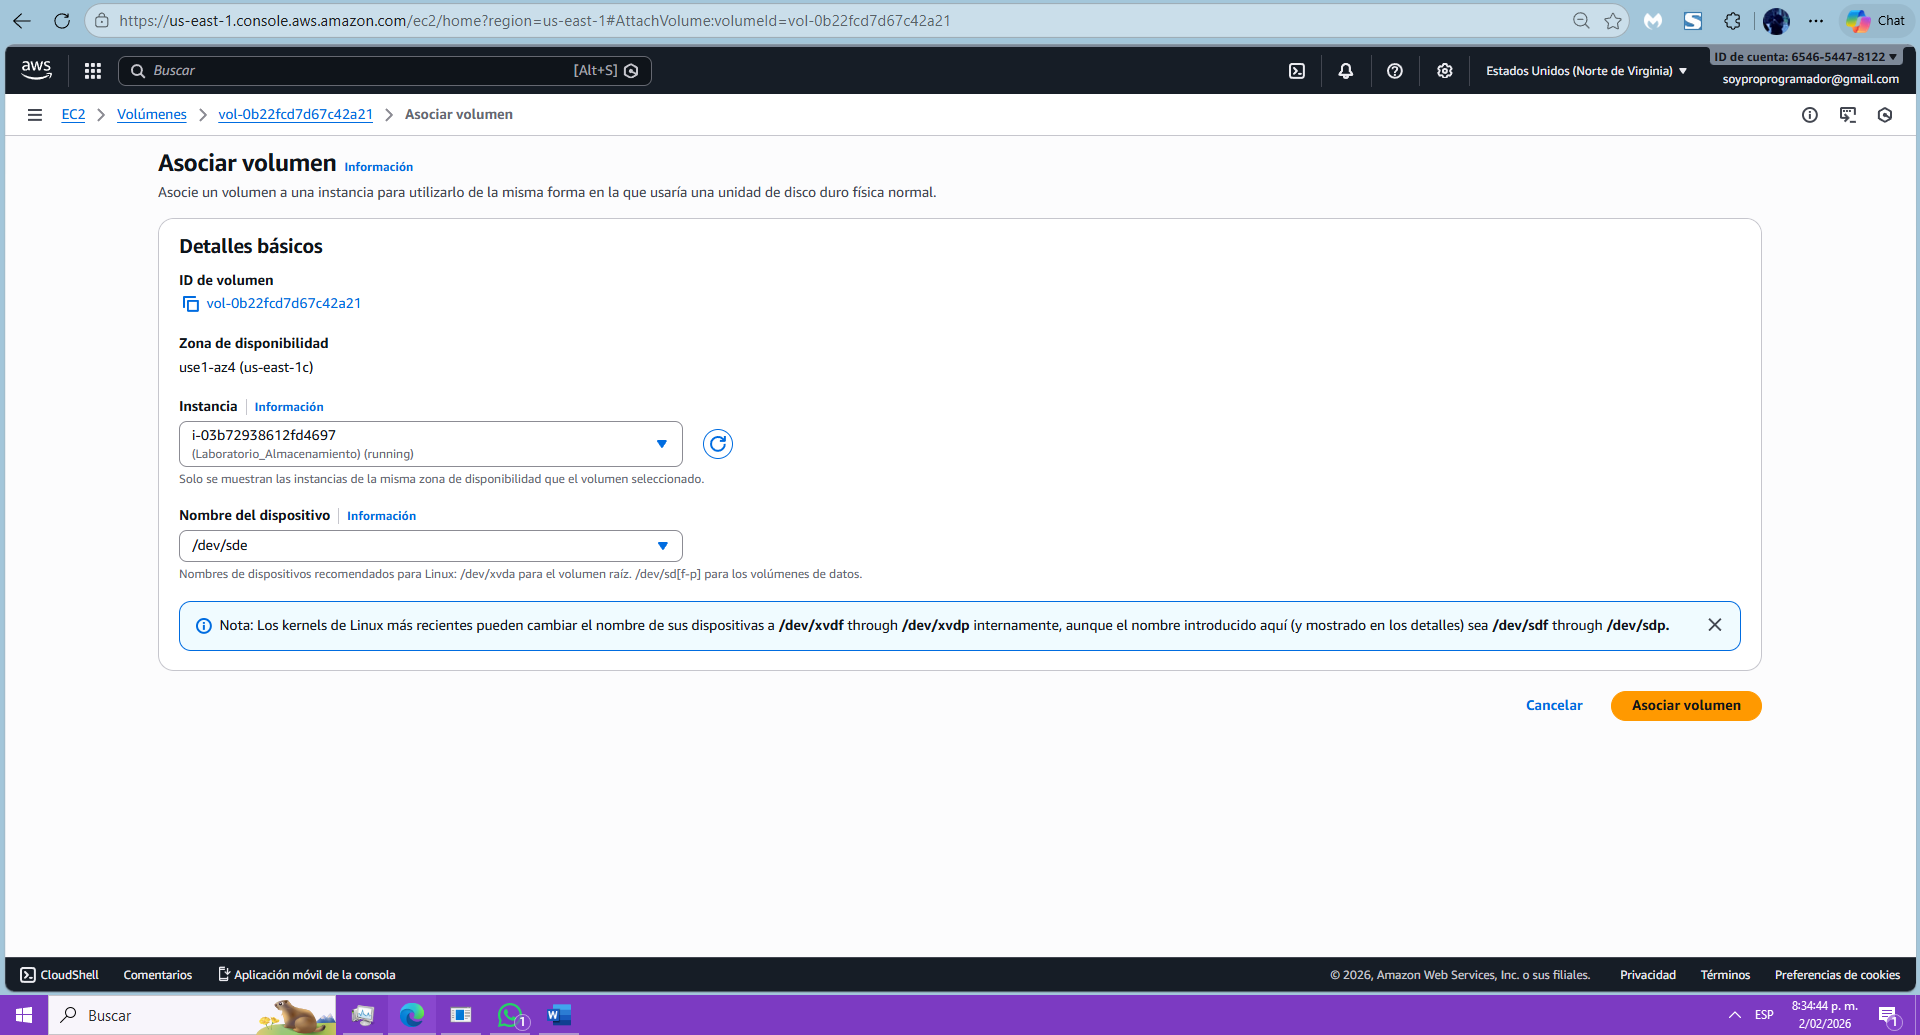 https://us-east-1.console.aws.amazon.com/ec2/home?region=us-east-1#AttachVolume:volumeId=vol-0b22fcd7d67c42a21
Chat
aws
Buscar
[Alt+S]
Estados Unidos (Norte de Virginia)
ID de cuenta: 6546-5447-8122
soyproprogramador@gmail.com
EC2 > Volúmenes > vol-0b22fcd7d67c42a21 > Asociar volumen
Asociar volumen Información
Asocie un volumen a una instancia para utilizarlo de la misma forma en la que usaría una unidad de disco duro física normal.
Detalles básicos
ID de volumen
vol-0b22fcd7d67c42a21
Zona de disponibilidad
use1-az4 (us-east-1c)
Instancia Información
i-03b72938612fd4697
(Laboratorio_Almacenamiento) (running)
Solo se muestran las instancias de la misma zona de disponibilidad que el volumen seleccionado.
Nombre del dispositivo Información
/dev/sde
Nombres de dispositivos recomendados para Linux: /dev/xvda para el volumen raíz. /dev/sd[f-p] para los volúmenes de datos.
Nota: Los kernels de Linux más recientes pueden cambiar el nombre de sus dispositivas a /dev/xvdf through /dev/xvdp internamente, aunque el nombre introducido aquí (y mostrado en los detalles) sea /dev/sdf through /dev/sdp.
Cancelar
Asociar volumen
CloudShell
Comentarios
Aplicación móvil de la consola
© 2026, Amazon Web Services, Inc. o sus filiales.
Privacidad
Términos
Preferencias de cookies
Buscar
1
ESP
8:34:44 p. m.
2/02/2026
1